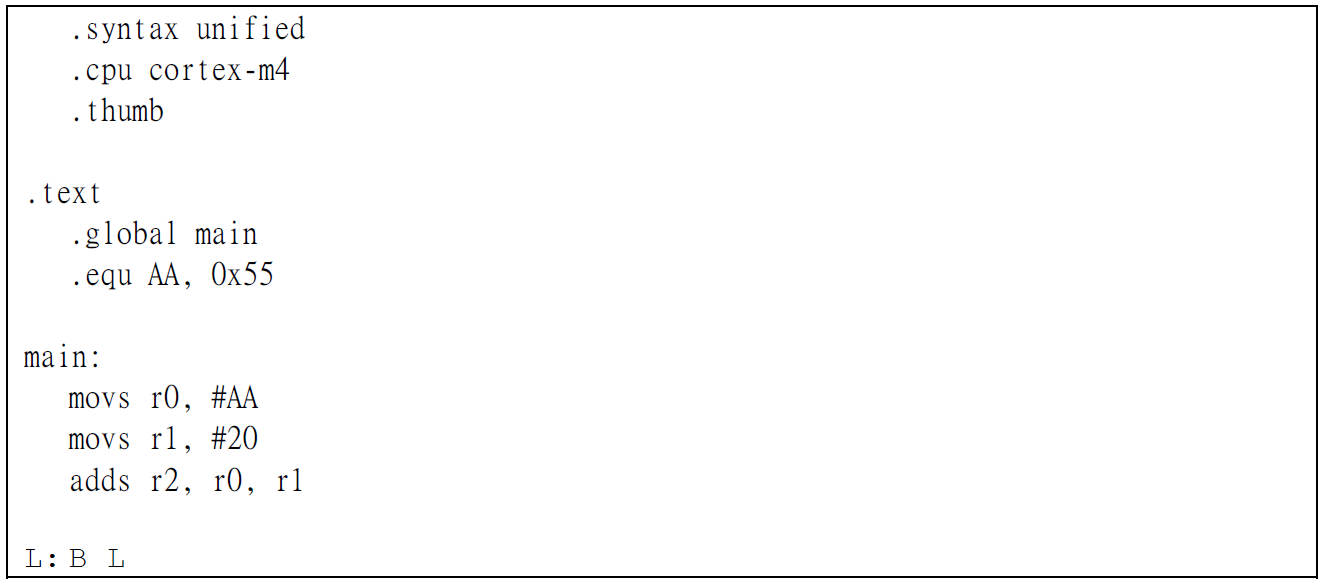 .syntax unified
.cpu cortex-m4
.thumb
.text
.global main
.equ AA, 0x55
main:
movs r0, #AA
movs r1, #20
adds r2, r0, r1
L: B L